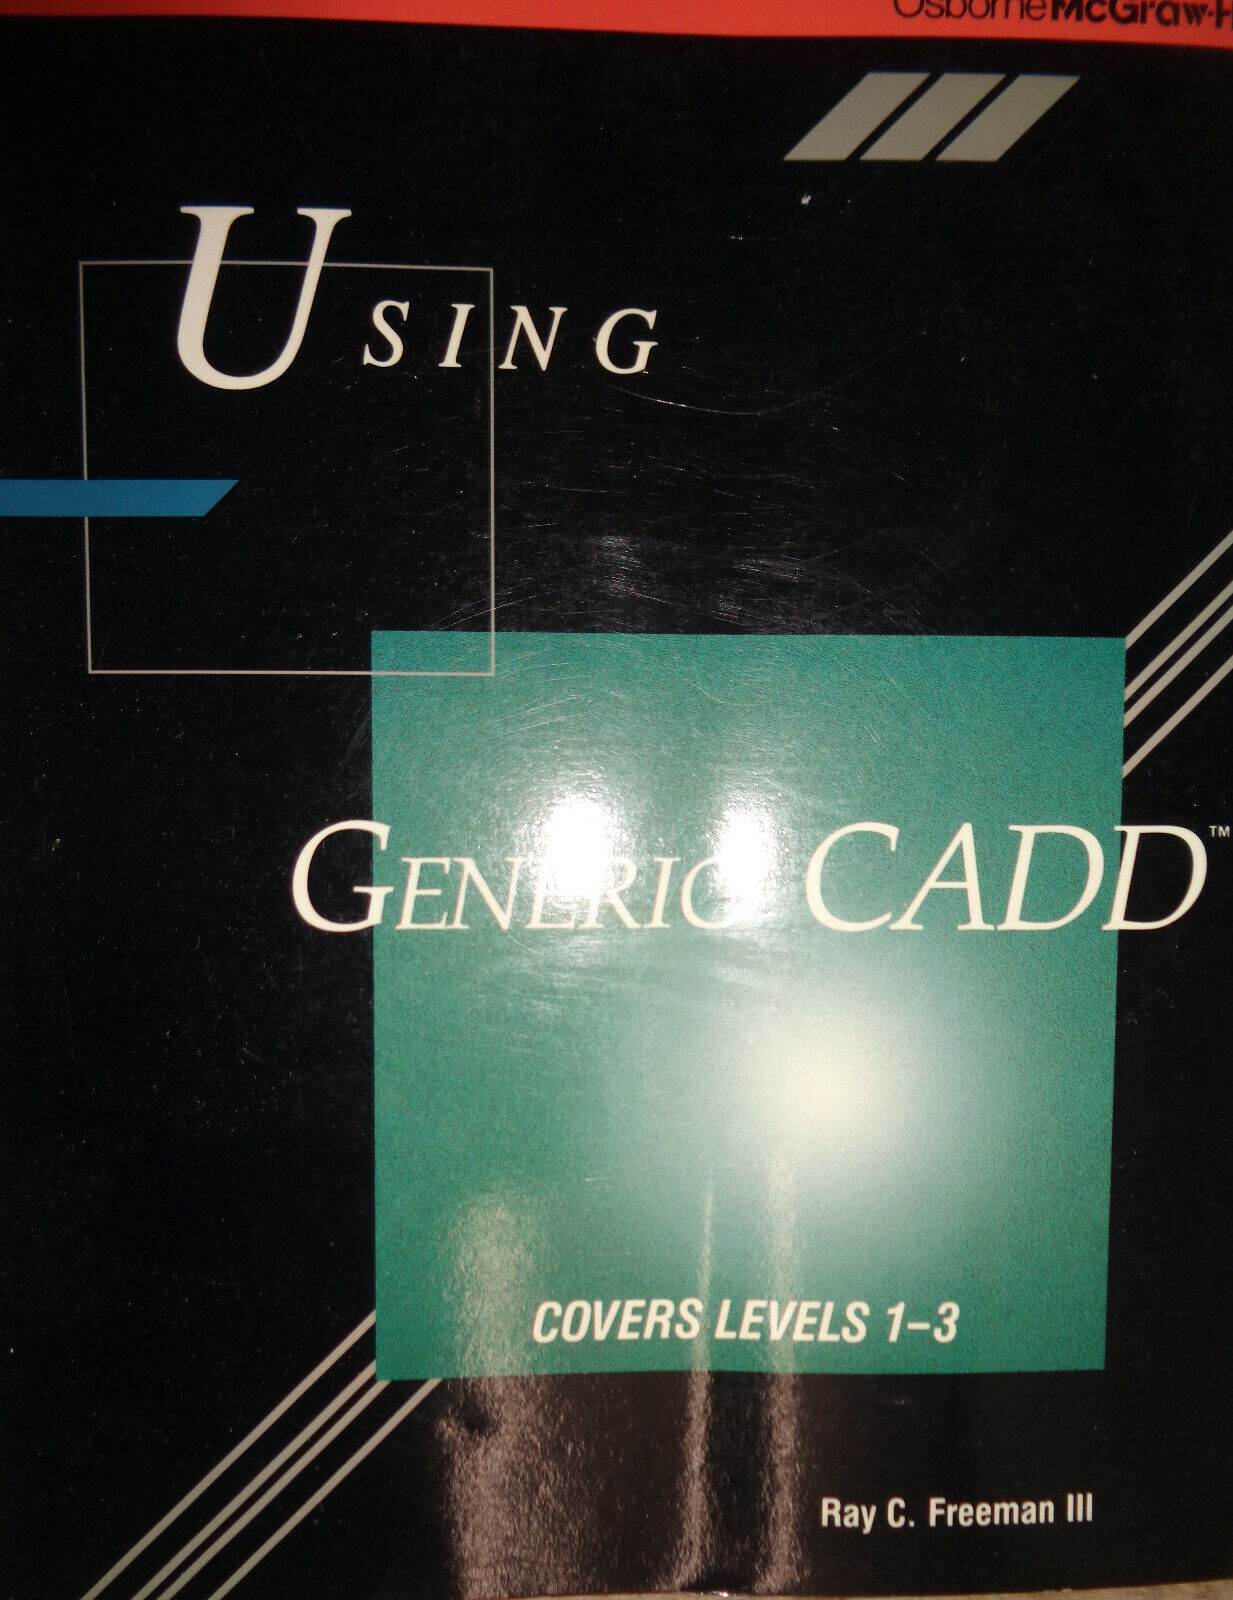 Osborne McGraw-H
USING
GENERIC CADD™
COVERS LEVELS 1–3
Ray C. Freeman III